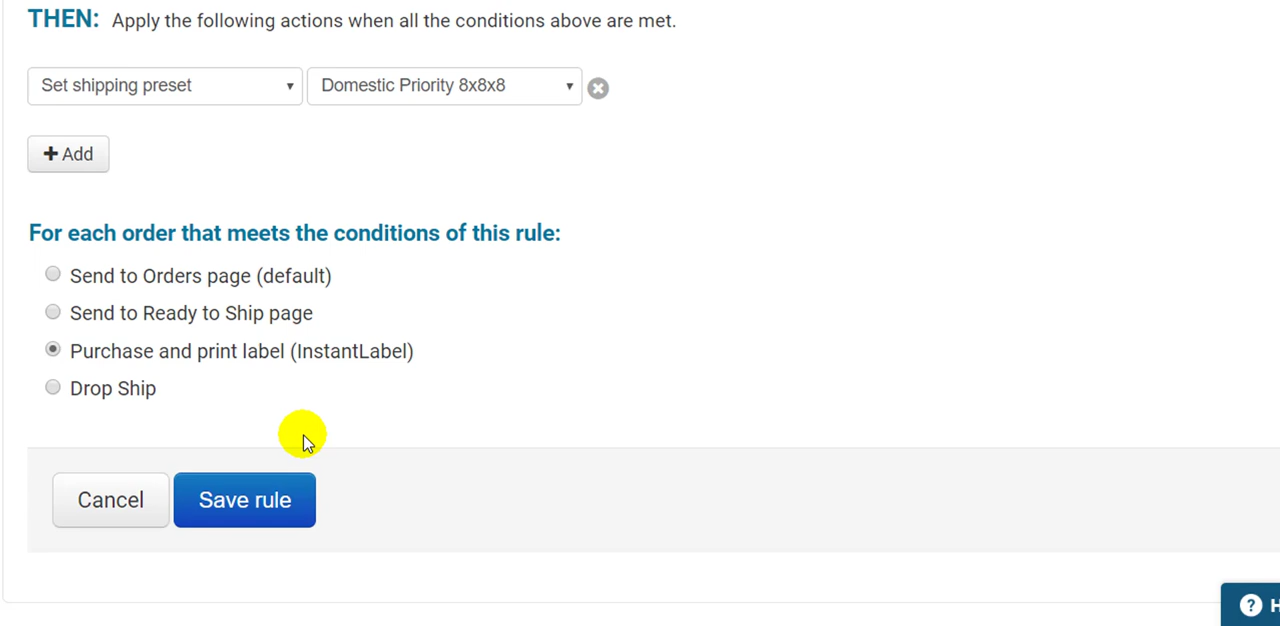 THEN: Apply the following actions when all the conditions above are met.
Set shipping preset Domestic Priority 8x8x8
Add
For each order that meets the conditions of this rule:
Send to Orders page (default)
Send to Ready to Ship page
Purchase and print label (InstantLabel)
Drop Ship
Cancel Save rule